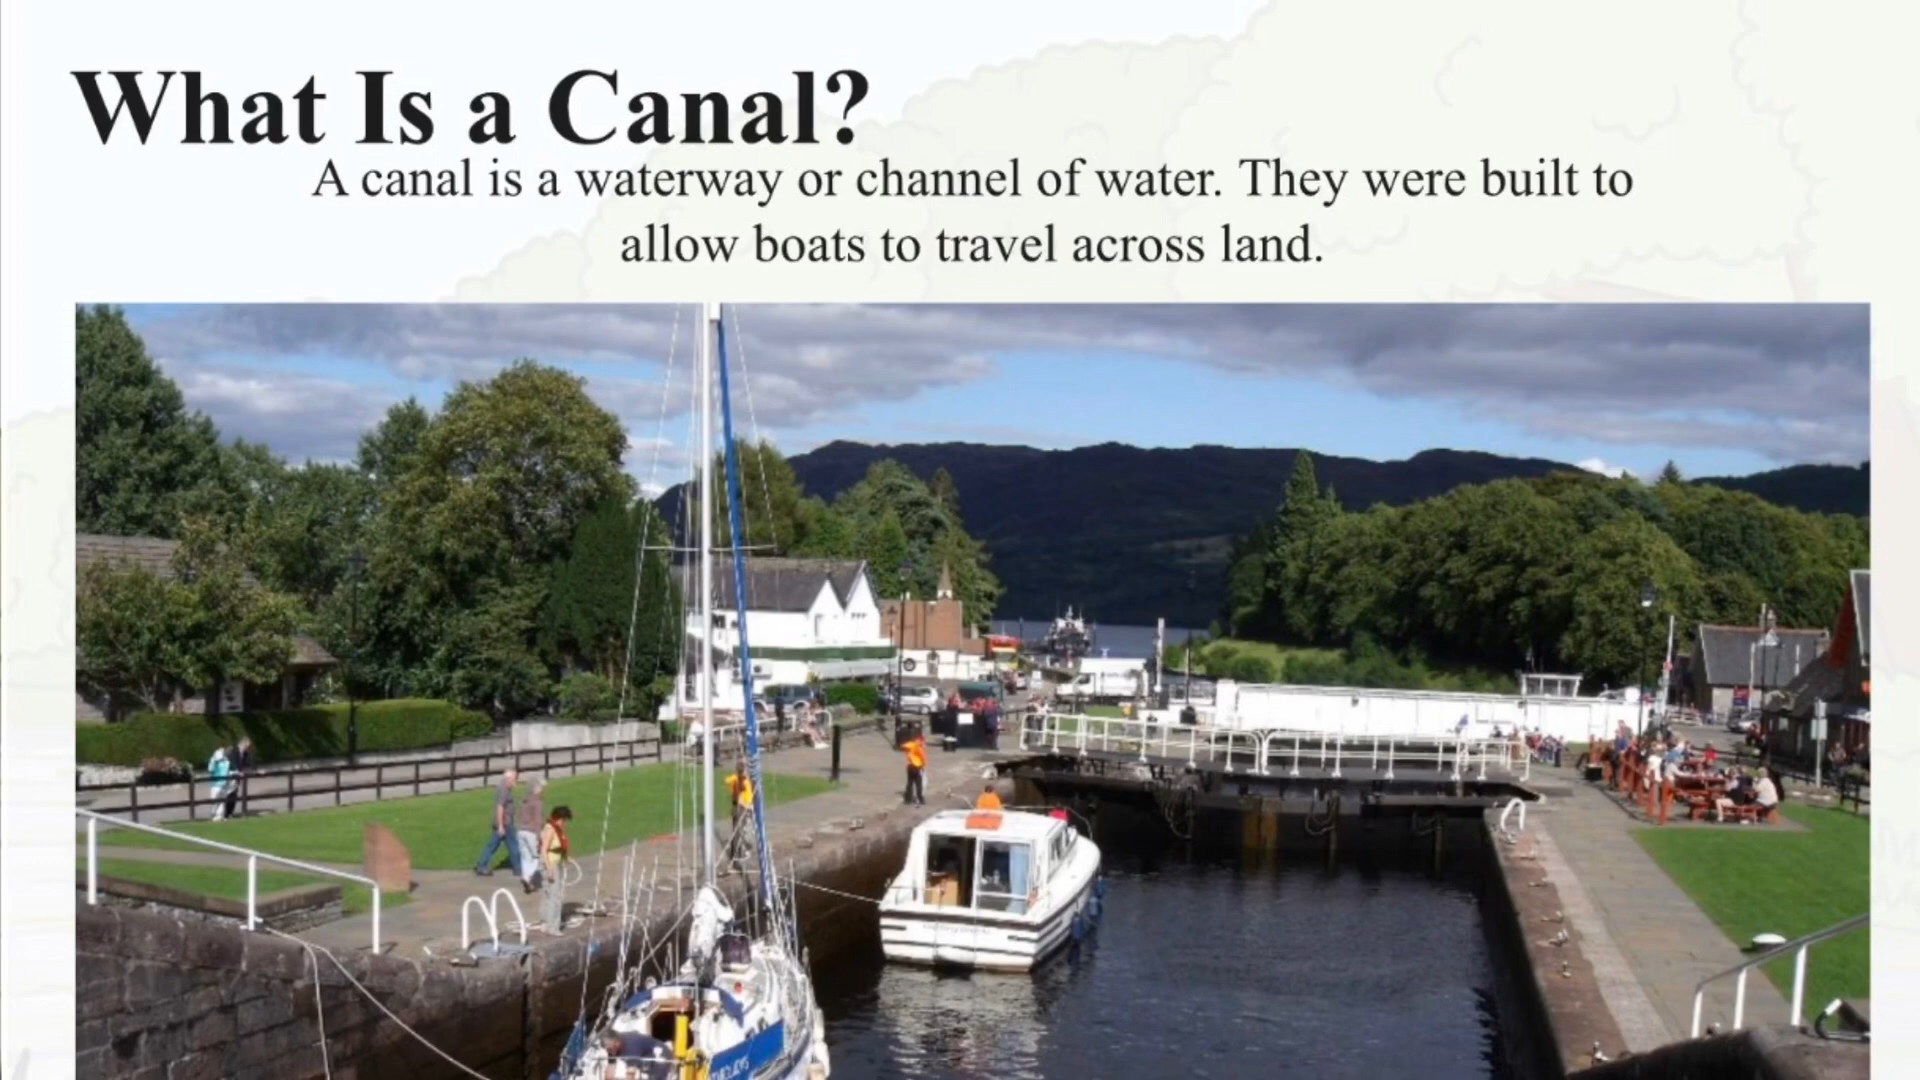 What Is a Canal?
A canal is a waterway or channel of water. They were built to
allow boats to travel across land.